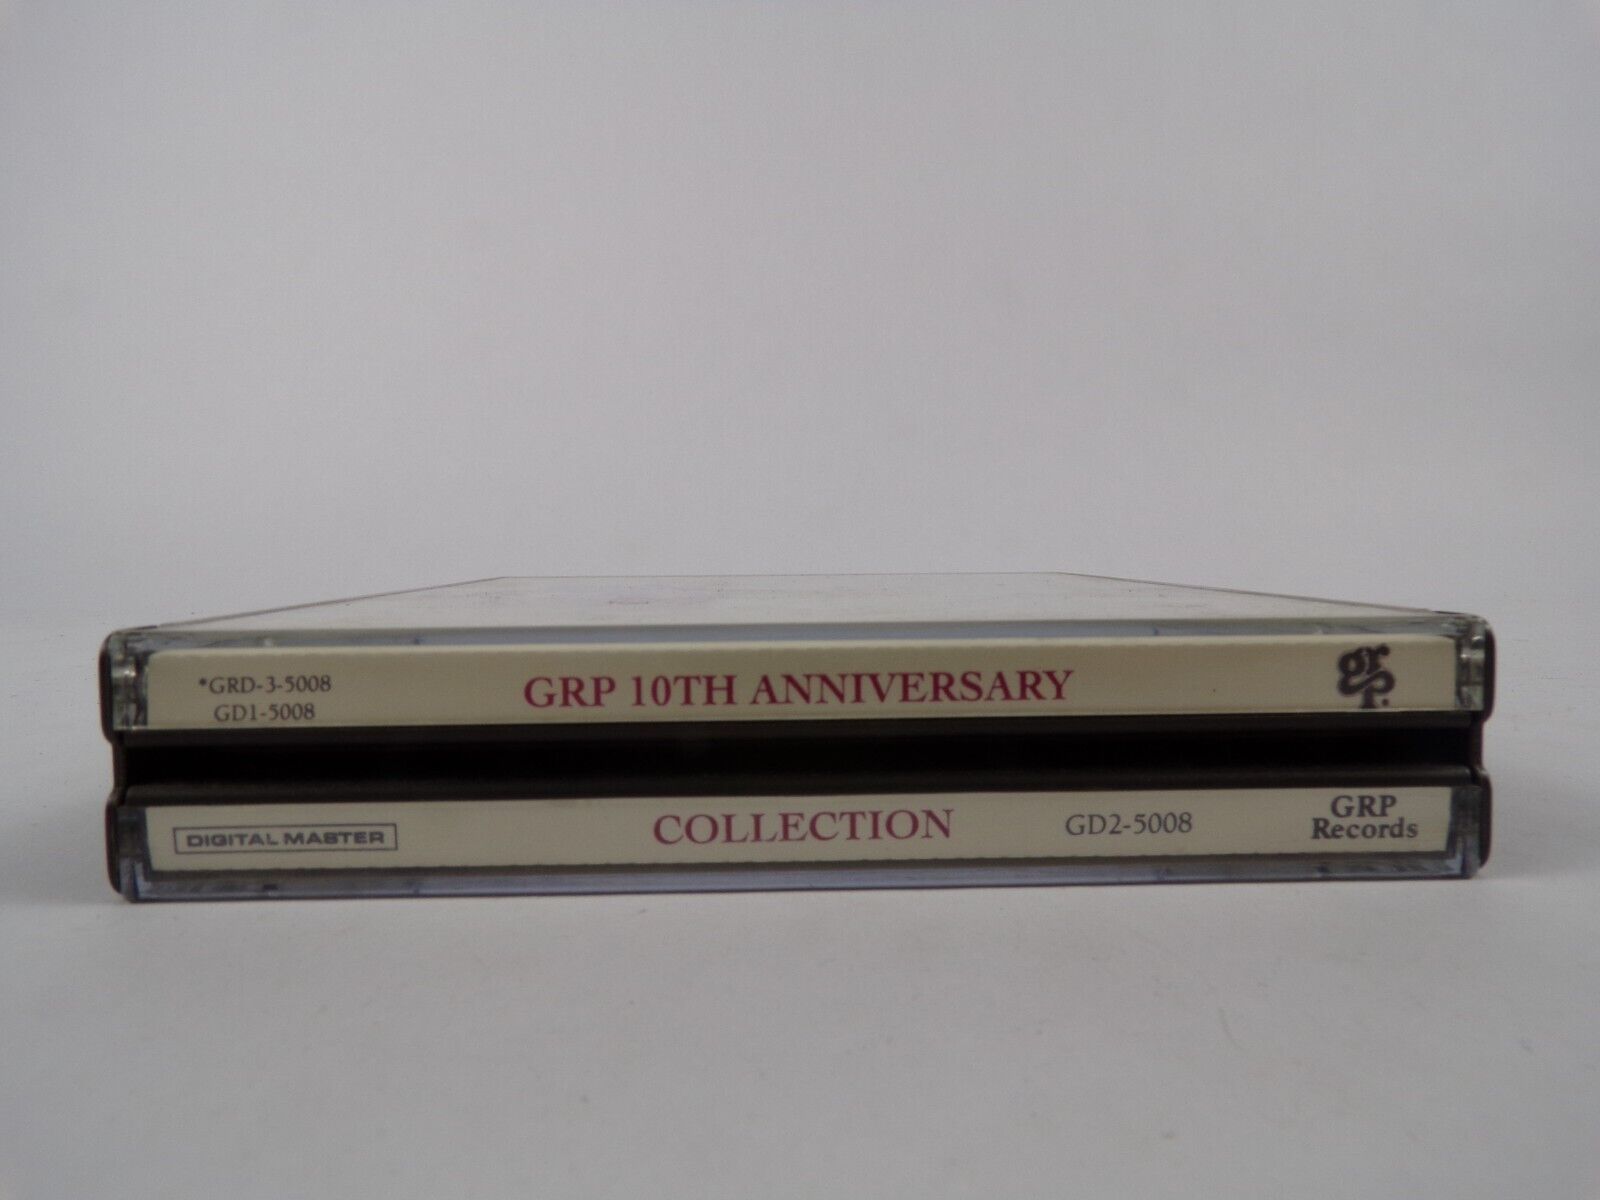 *GRD-3-5008
GD1-5008
GRP 10TH ANNIVERSARY
grp.
DIGITAL MASTER
COLLECTION
GD2-5008
GRP
Records